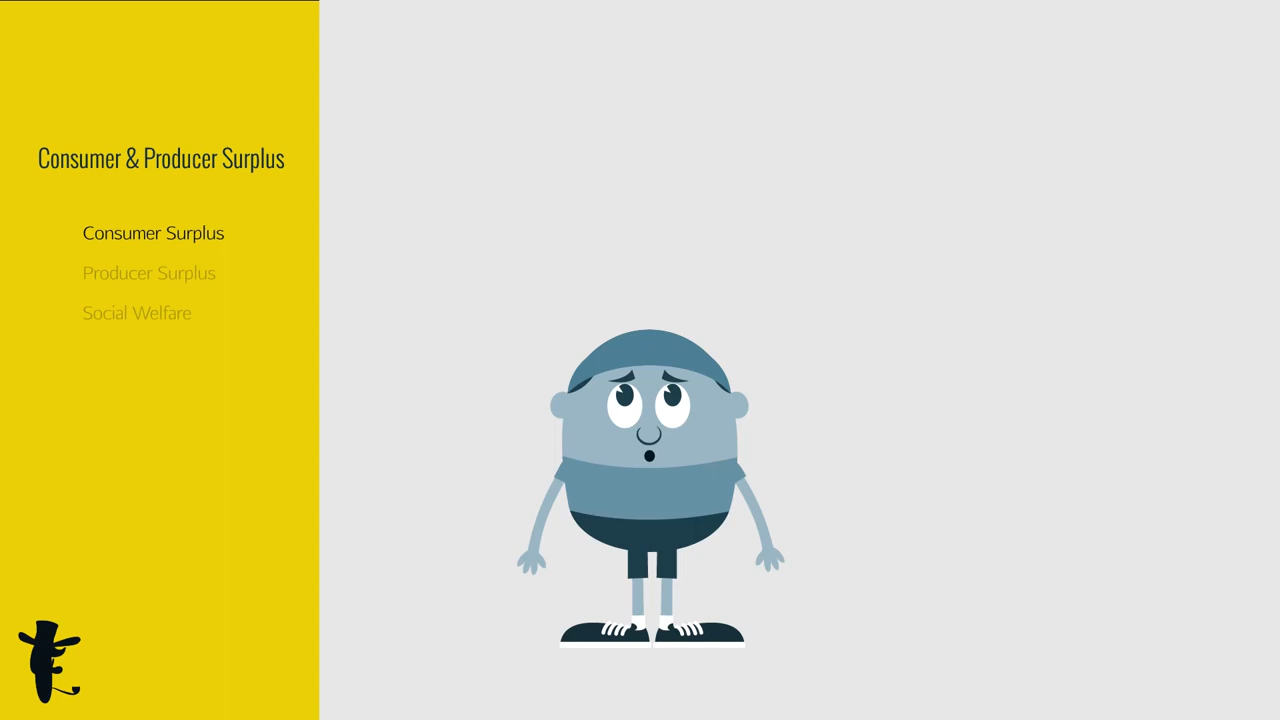 Consumer & Producer Surplus
Consumer Surplus
Producer Surplus
Social Welfare